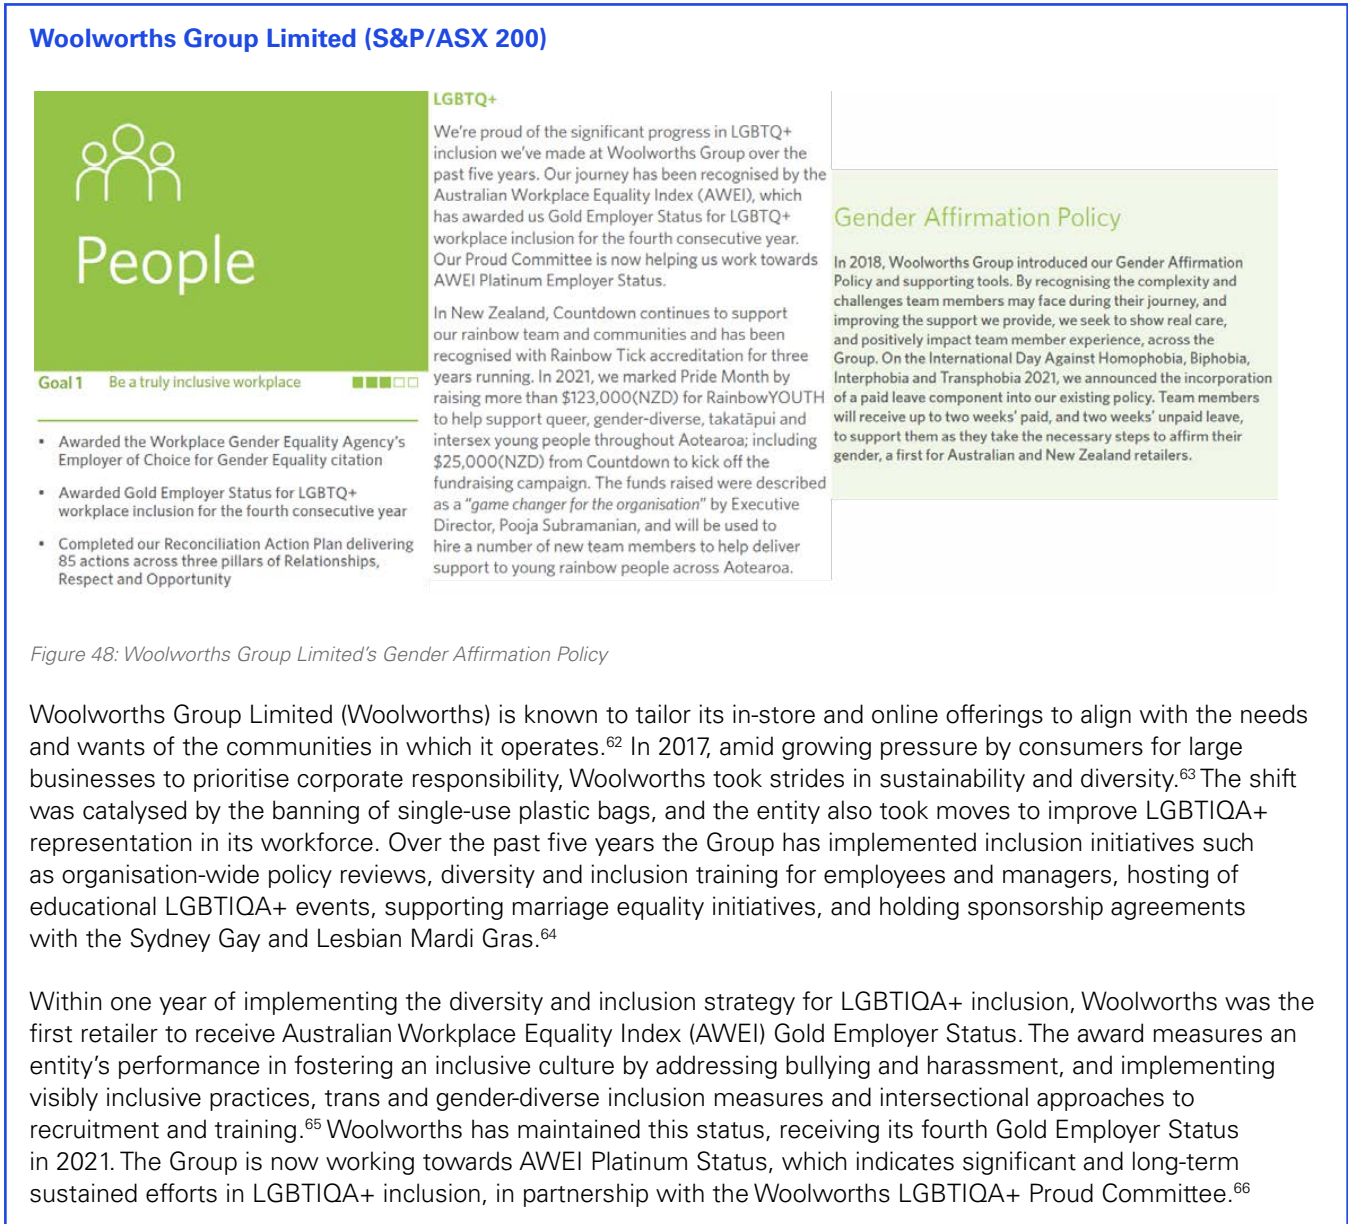 Woolworths Group Limited (S&P/ASX 200)
People
Goal 1 Be a truly inclusive workplace
• Awarded the Workplace Gender Equality Agency's
Employer of Choice for Gender Equality citation
• Awarded Gold Employer Status for LGBTQ+
workplace inclusion for the fourth consecutive year
• Completed our Reconciliation Action Plan delivering
85 actions across three pillars of Relationships,
Respect and Opportunity
LGBTQ+
We're proud of the significant progress in LGBTQ+
inclusion we've made at Woolworths Group over the
past five years. Our journey has been recognised by the
Australian Workplace Equality Index (AWEI), which
has awarded us Gold Employer Status for LGBTQ+
workplace inclusion for the fourth consecutive year.
Our Proud Committee is now helping us work towards
AWEI Platinum Employer Status.
In New Zealand, Countdown continues to support
our rainbow team and communities and has been
recognised with Rainbow Tick accreditation for three
years running. In 2021, we marked Pride Month by
raising more than $123,000(NZD) for RainbowYOUTH
to help support queer, gender-diverse, takatāpui and
intersex young people throughout Aotearoa; including
$25,000(NZD) from Countdown to kick off the
fundraising campaign. The funds raised were described
as a "game changer for the organisation" by Executive
Director, Pooja Subramanian, and will be used to
hire a number of new team members to help deliver
support to young rainbow people across Aotearoa.
Gender Affirmation Policy
In 2018, Woolworths Group introduced our Gender Affirmation
Policy and supporting tools. By recognising the complexity and
challenges team members may face during their journey, and
improving the support we provide, we seek to show real care,
and positively impact team member experience, across the
Group. On the International Day Against Homophobia, Biphobia,
Interphobia and Transphobia 2021, we announced the incorporation
of a paid leave component into our existing policy. Team members
will receive up to two weeks' paid, and two weeks' unpaid leave,
to support them as they take the necessary steps to affirm their
gender, a first for Australian and New Zealand retailers.
Figure 48: Woolworths Group Limited's Gender Affirmation Policy
Woolworths Group Limited (Woolworths) is known to tailor its in-store and online offerings to align with the needs
and wants of the communities in which it operates.62 In 2017, amid growing pressure by consumers for large
businesses to prioritise corporate responsibility, Woolworths took strides in sustainability and diversity.63 The shift
was catalysed by the banning of single-use plastic bags, and the entity also took moves to improve LGBTIQA+
representation in its workforce. Over the past five years the Group has implemented inclusion initiatives such
as organisation-wide policy reviews, diversity and inclusion training for employees and managers, hosting of
educational LGBTIQA+ events, supporting marriage equality initiatives, and holding sponsorship agreements
with the Sydney Gay and Lesbian Mardi Gras.64
Within one year of implementing the diversity and inclusion strategy for LGBTIQA+ inclusion, Woolworths was the
first retailer to receive Australian Workplace Equality Index (AWEI) Gold Employer Status. The award measures an
entity's performance in fostering an inclusive culture by addressing bullying and harassment, and implementing
visibly inclusive practices, trans and gender-diverse inclusion measures and intersectional approaches to
recruitment and training.65 Woolworths has maintained this status, receiving its fourth Gold Employer Status
in 2021. The Group is now working towards AWEI Platinum Status, which indicates significant and long-term
sustained efforts in LGBTIQA+ inclusion, in partnership with the Woolworths LGBTIQA+ Proud Committee.66